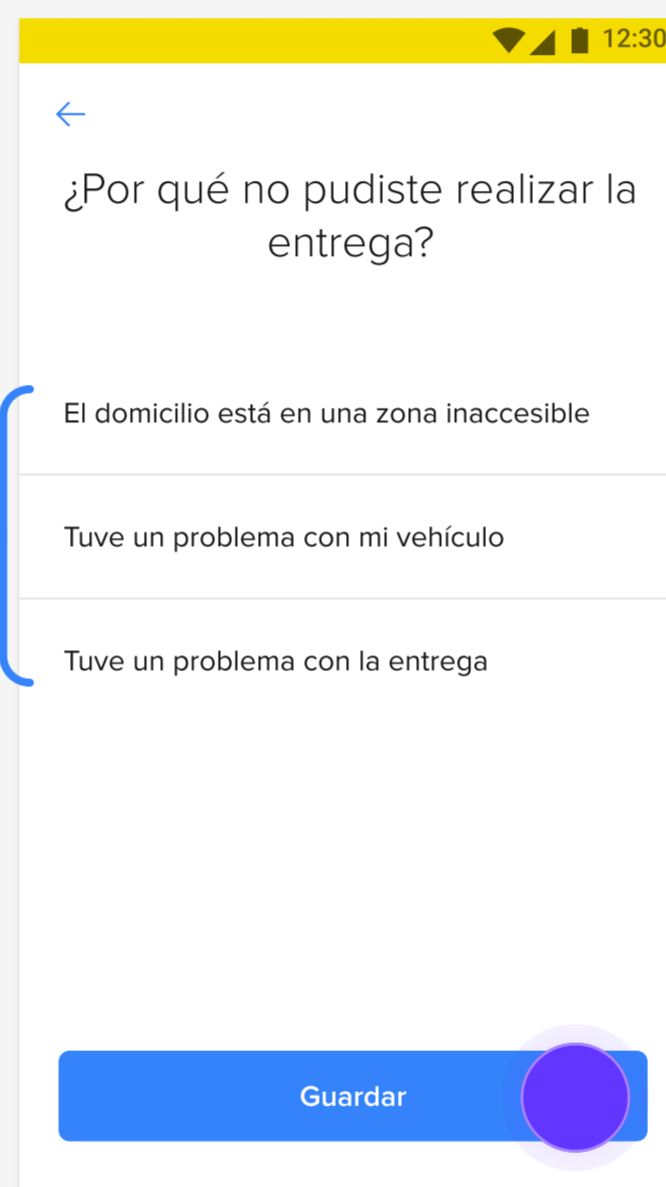 12:30
¿Por qué no pudiste realizar la
entrega?
El domicilio está en una zona inaccesible
Tuve un problema con mi vehículo
Tuve un problema con la entrega
Guardar